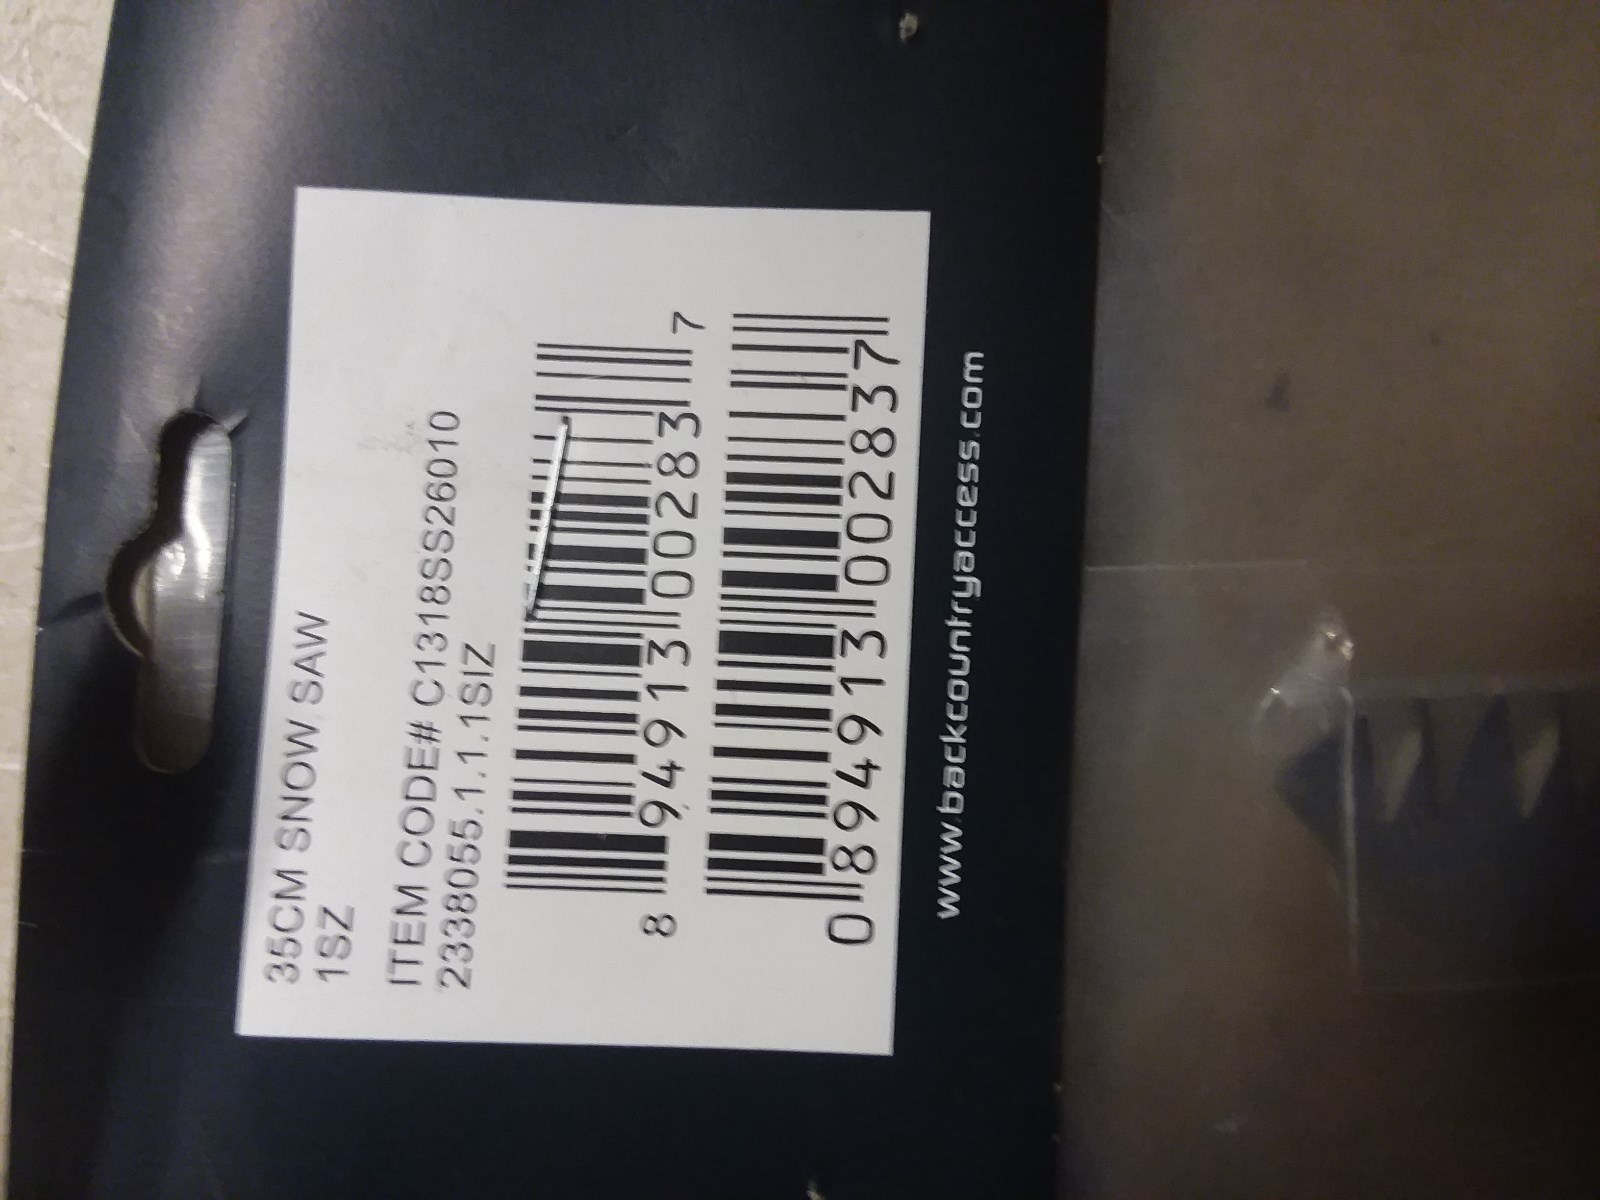 35CM SNOW SAW
1SZ
ITEM CODE# C1318SS26010
2338055.1.1.1SIZ
8 94913 00283 7
0 894913 002837
www.backcountryaccess.com